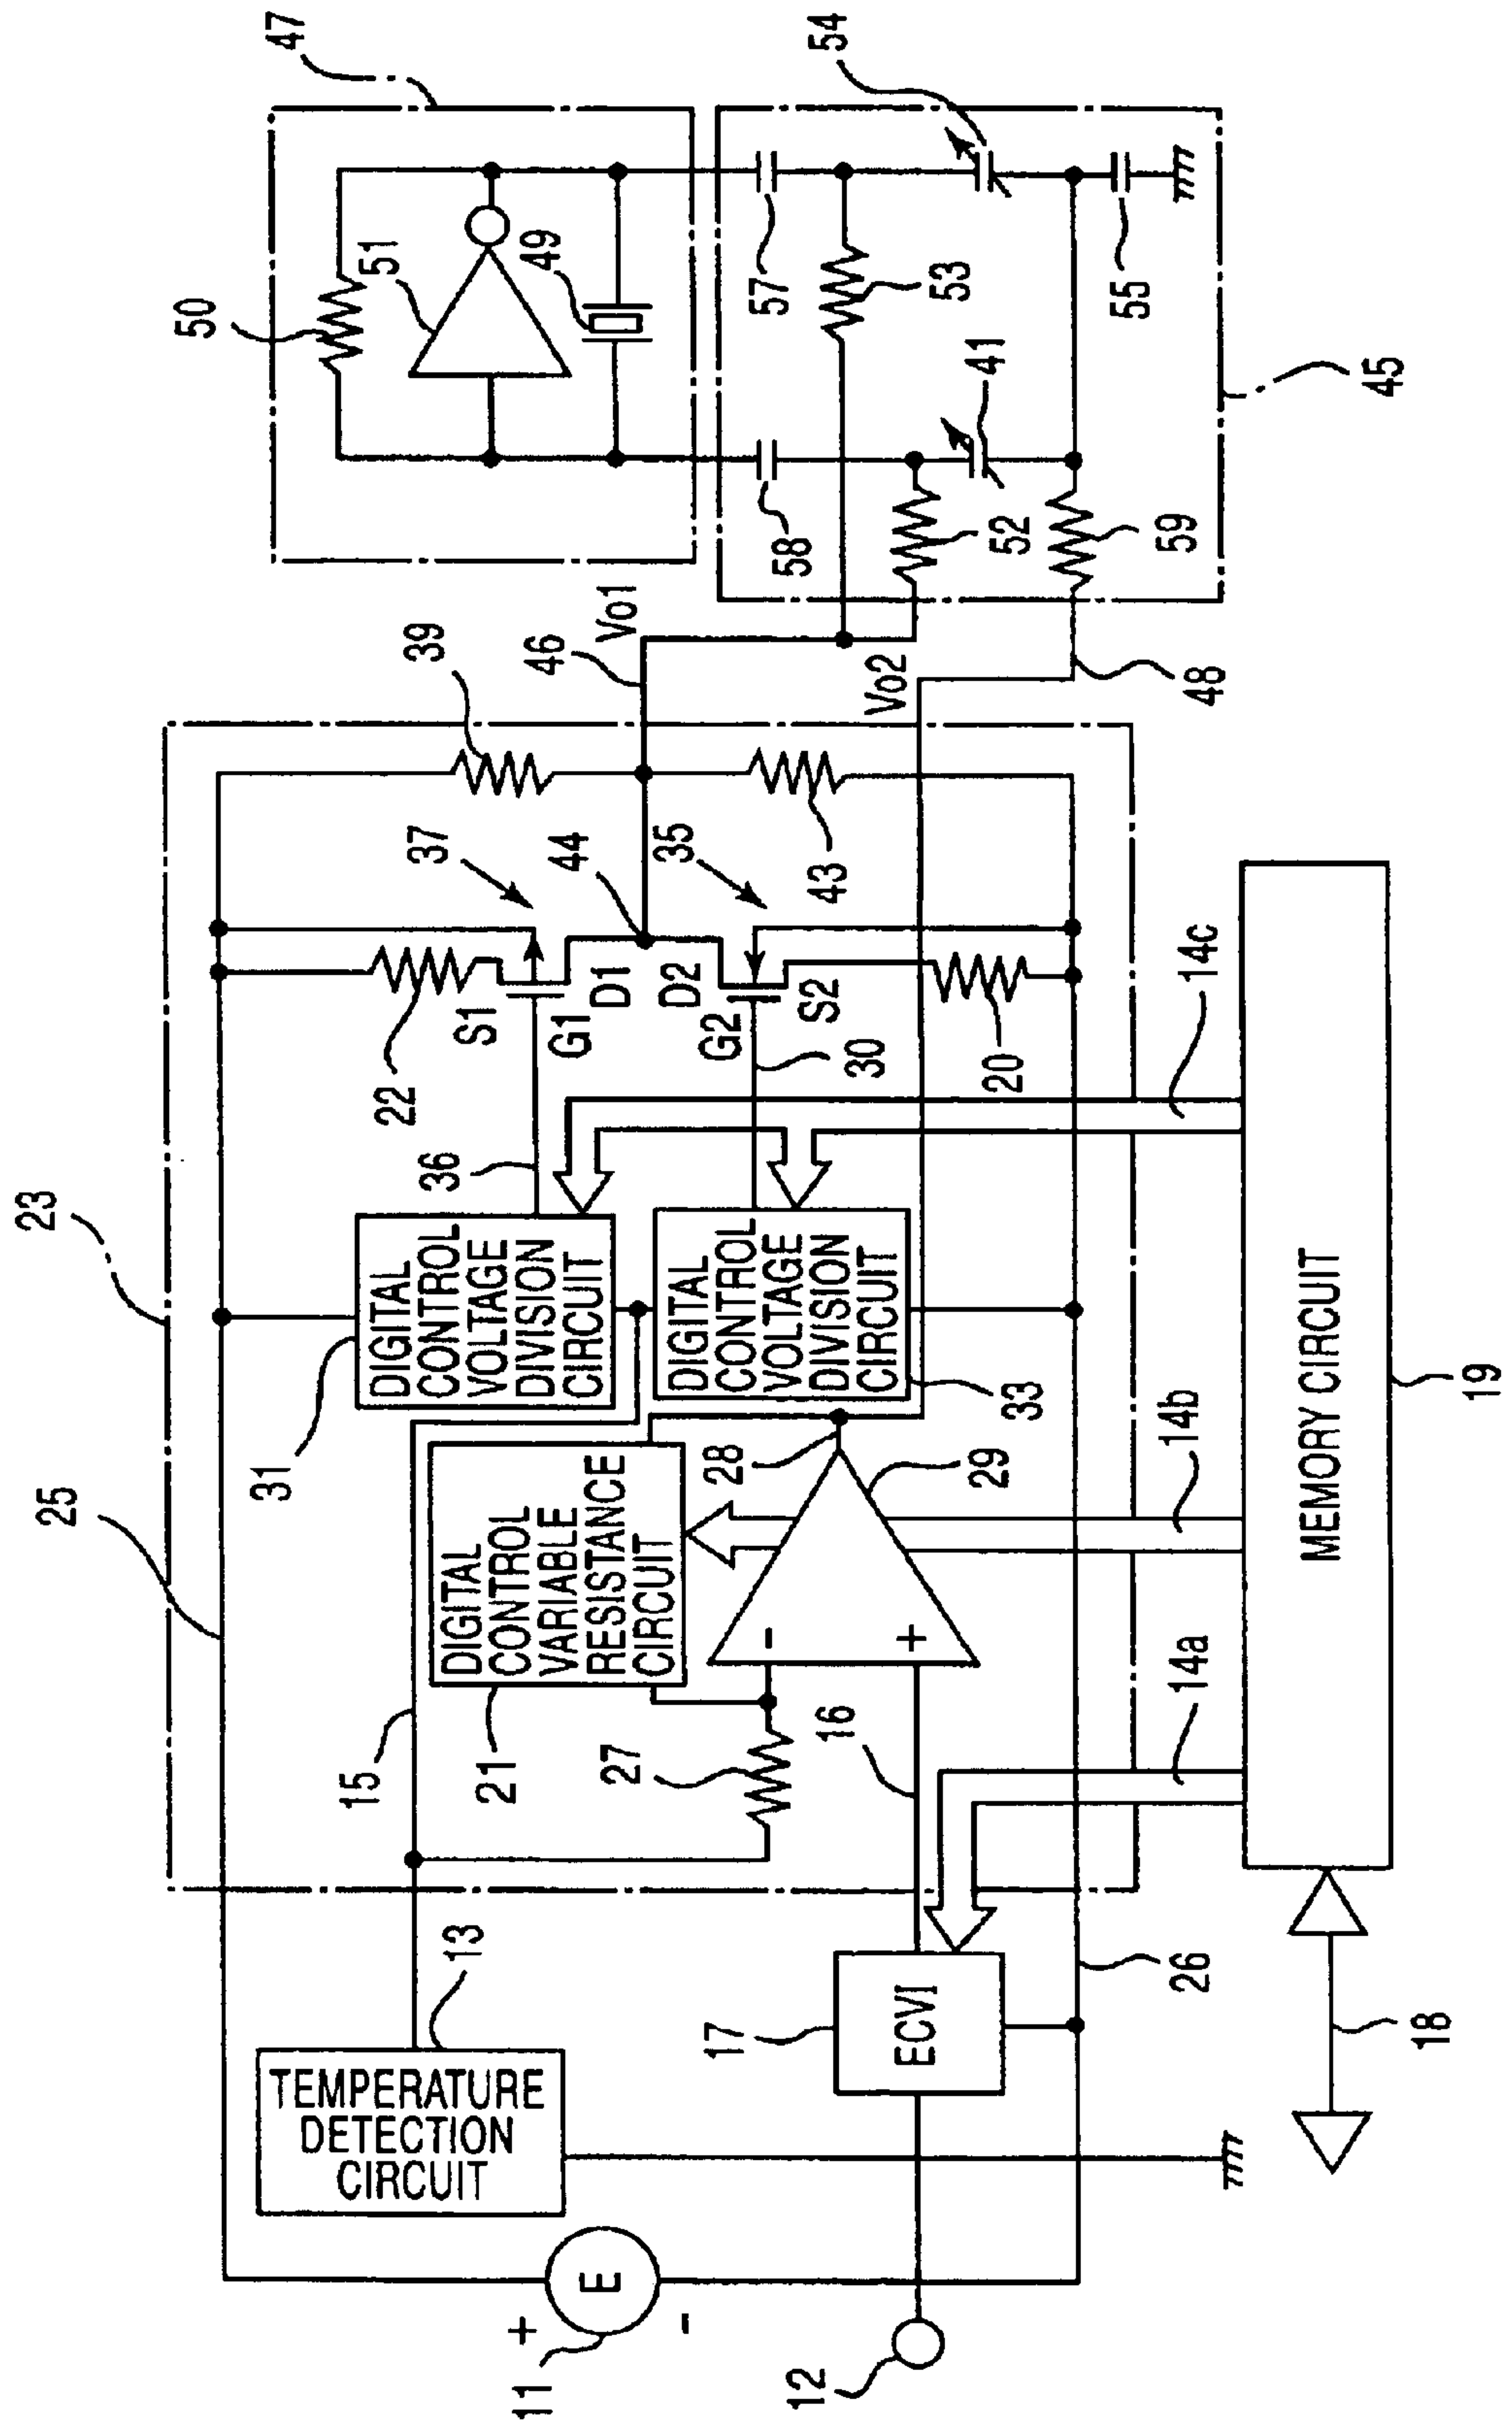 47
54
50
51
49
57
53
55
41
58
52
59
45
39
46
Vo1
Vo2
48
23
37
44
35
43
22
S1
G1
D1
D2
G2
S2
30
20
14c
36
25
31
DIGITAL
CONTROL
VOLTAGE
DIVISION
CIRCUIT
DIGITAL
CONTROL
VOLTAGE
DIVISION
CIRCUIT
33
28
29
14b
MEMORY CIRCUIT
19
15
21
DIGITAL
CONTROL
VARIABLE
RESISTANCE
CIRCUIT
-
+
27
16
14a
13
TEMPERATURE
DETECTION
CIRCUIT
17
ECVI
26
18
+
E
-
11
12